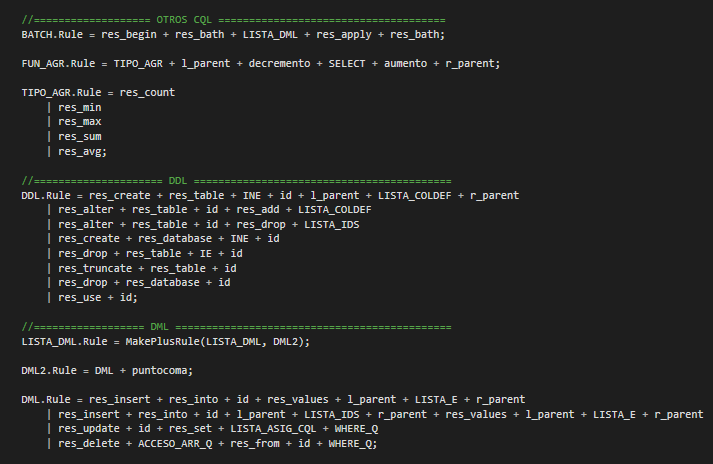 //=================== OTROS CQL =====================================
BATCH.Rule = res_begin + res_bath + LISTA_DML + res_apply + res_bath;
FUN_AGR.Rule = TIPO_AGR + l_parent + decremento + SELECT + aumento + r_parent;
TIPO_AGR.Rule = res_count
| res_min
| res_max
| res_sum
| res_avg;
//===================== DDL ==========================================
DDL.Rule = res_create + res_table + INE + id + l_parent + LISTA_COLDEF + r_parent
| res_alter + res_table + id + res_add + LISTA_COLDEF
| res_alter + res_table + id + res_drop + LISTA_IDS
| res_create + res_database + INE + id
| res_drop + res_table + IE + id
| res_truncate + res_table + id
| res_drop + res_database + id
| res_use + id;
//================== DML =============================================
LISTA_DML.Rule = MakePlusRule(LISTA_DML, DML2);
DML2.Rule = DML + puntocoma;
DML.Rule = res_insert + res_into + id + res_values + l_parent + LISTA_E + r_parent
| res_insert + res_into + id + l_parent + LISTA_IDS + r_parent + res_values + l_parent + LISTA_E + r_parent
| res_update + id + res_set + LISTA_ASIG_CQL + WHERE_Q
| res_delete + ACCESO_ARR_Q + res_from + id + WHERE_Q;